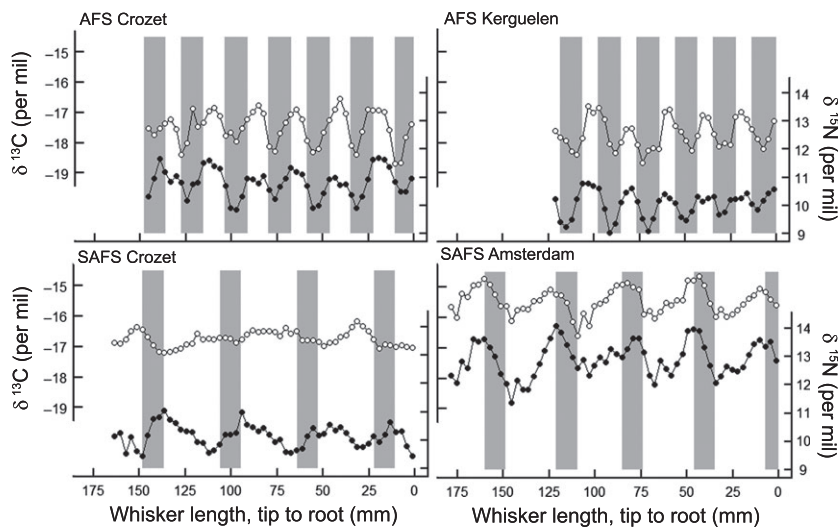 AFS Crozet
AFS Kerguelen
−15
−16
−17
−18
−19
δ 13C (per mil)
14
13
12
11
10
9
δ 15N (per mil)
SAFS Crozet
SAFS Amsterdam
−15
−16
−17
−18
−19
δ 13C (per mil)
14
13
12
11
10
9
δ 15N (per mil)
175 150 125 100 75 50 25 0
175 150 125 100 75 50 25 0
Whisker length, tip to root (mm)
Whisker length, tip to root (mm)